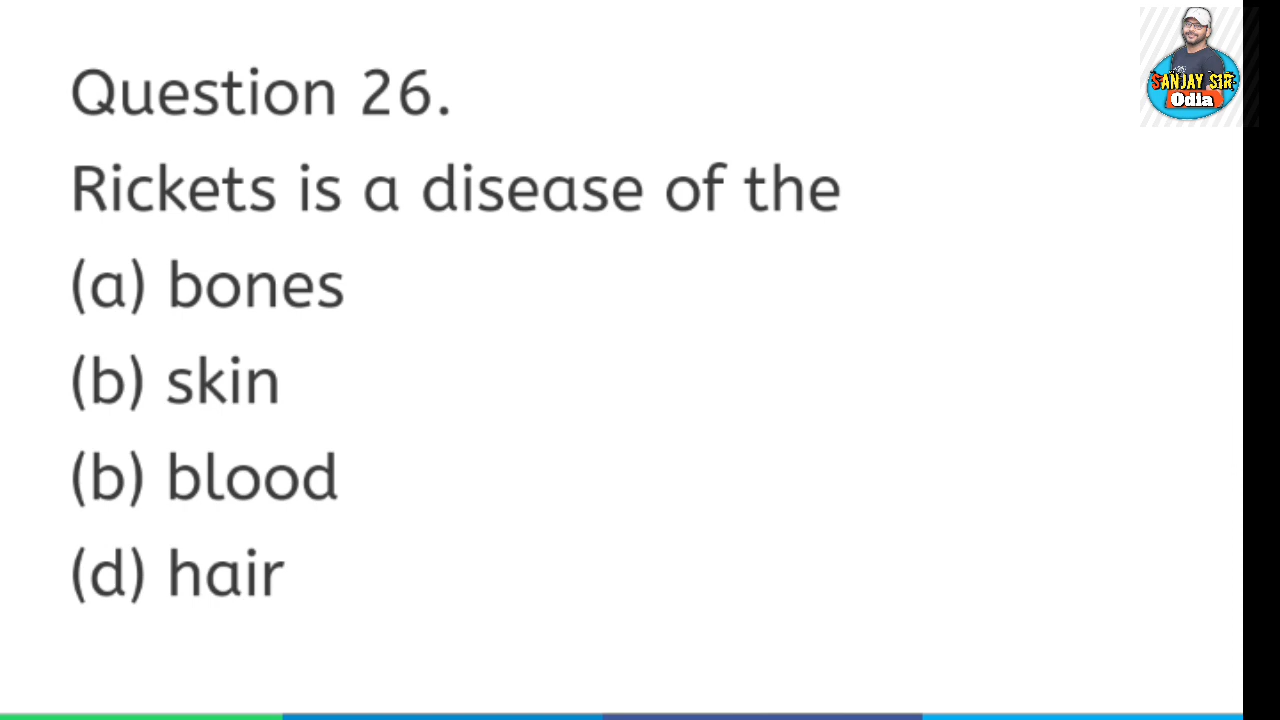 Question 26.
Rickets is a disease of the
(a) bones
(b) skin
(b) blood
(d) hair
SANJAY SIR
Odia